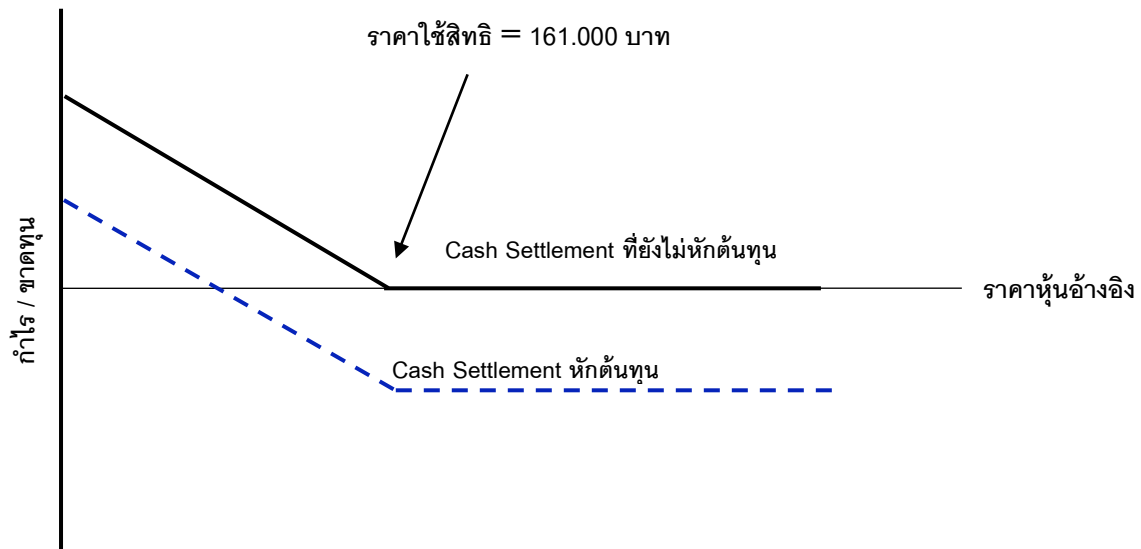 ราคาใช้สิทธิ = 161.000 บาท
Cash Settlement ที่ยังไม่หักต้นทุน
ราคาหุ้นอ้างอิง
กำไร / ขาดทุน
Cash Settlement หักต้นทุน